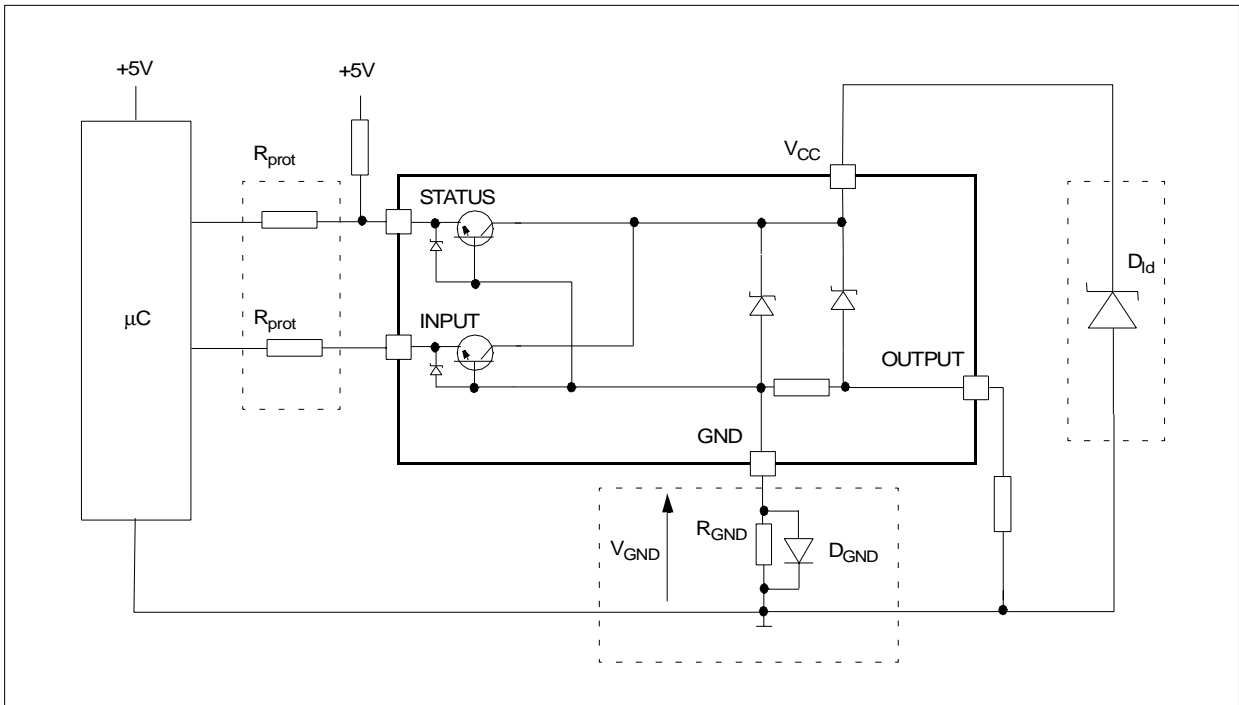 +5V
+5V
Rprot
VCC
STATUS
Dld
μC
Rprot
INPUT
OUTPUT
GND
VGND
RGND
DGND